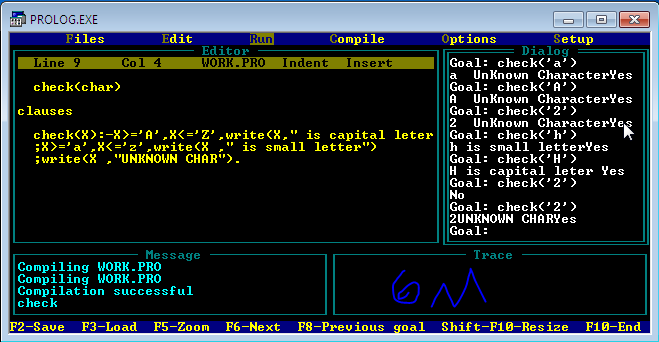 PROLOG.EXE
Files Edit Run Compile Options Setup
Editor
Line 9 Col 4 WORK.PRO Indent Insert
check(char)
clauses
check(X):-X>='A',X<='Z',write(X," is capital leter
;X>='a',X<='z',write(X ," is small letter")
;write(X ,"UNKNOWN CHAR").
Dialog
Goal: check('a')
a UnKnown CharacterYes
Goal: check('A')
A UnKnown CharacterYes
Goal: check('2')
2 UnKnown CharacterYes
Goal: check('h')
h is small letterYes
Goal: check('H')
H is capital leter Yes
Goal: check('2')
No
Goal: check('2')
2UNKNOWN CHARYes
Goal:
Message
Compiling WORK.PRO
Compiling WORK.PRO
Compilation successful
check
Trace
F2-Save F3-Load F5-Zoom F6-Next F8-Previous goal Shift-F10-Resize F10-End